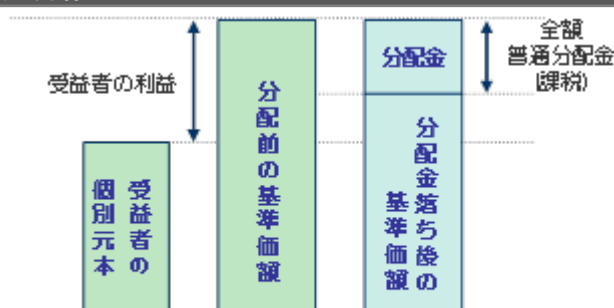 全額
普通分配金
(課税)
分配金
受益者の利益
分配前の基準価額
分配金落ち後の
基準価額
受益者の
個別元本